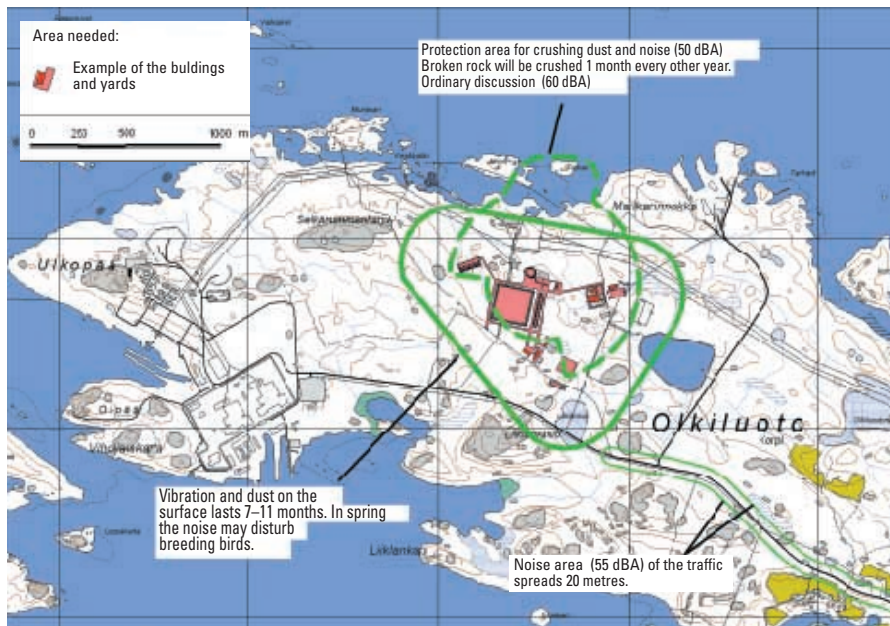 Area needed:
Example of the buldings
and yards
0 250 500 1000 m
Protection area for crushing dust and noise (50 dBA)
Broken rock will be crushed 1 month every other year.
Ordinary discussion (60 dBA)
Ulkopää
Olkiluoto
Korpi
Liiklankari
Vibration and dust on the
surface lasts 7–11 months. In spring
the noise may disturb
breeding birds.
Noise area (55 dBA) of the traffic
spreads 20 metres.